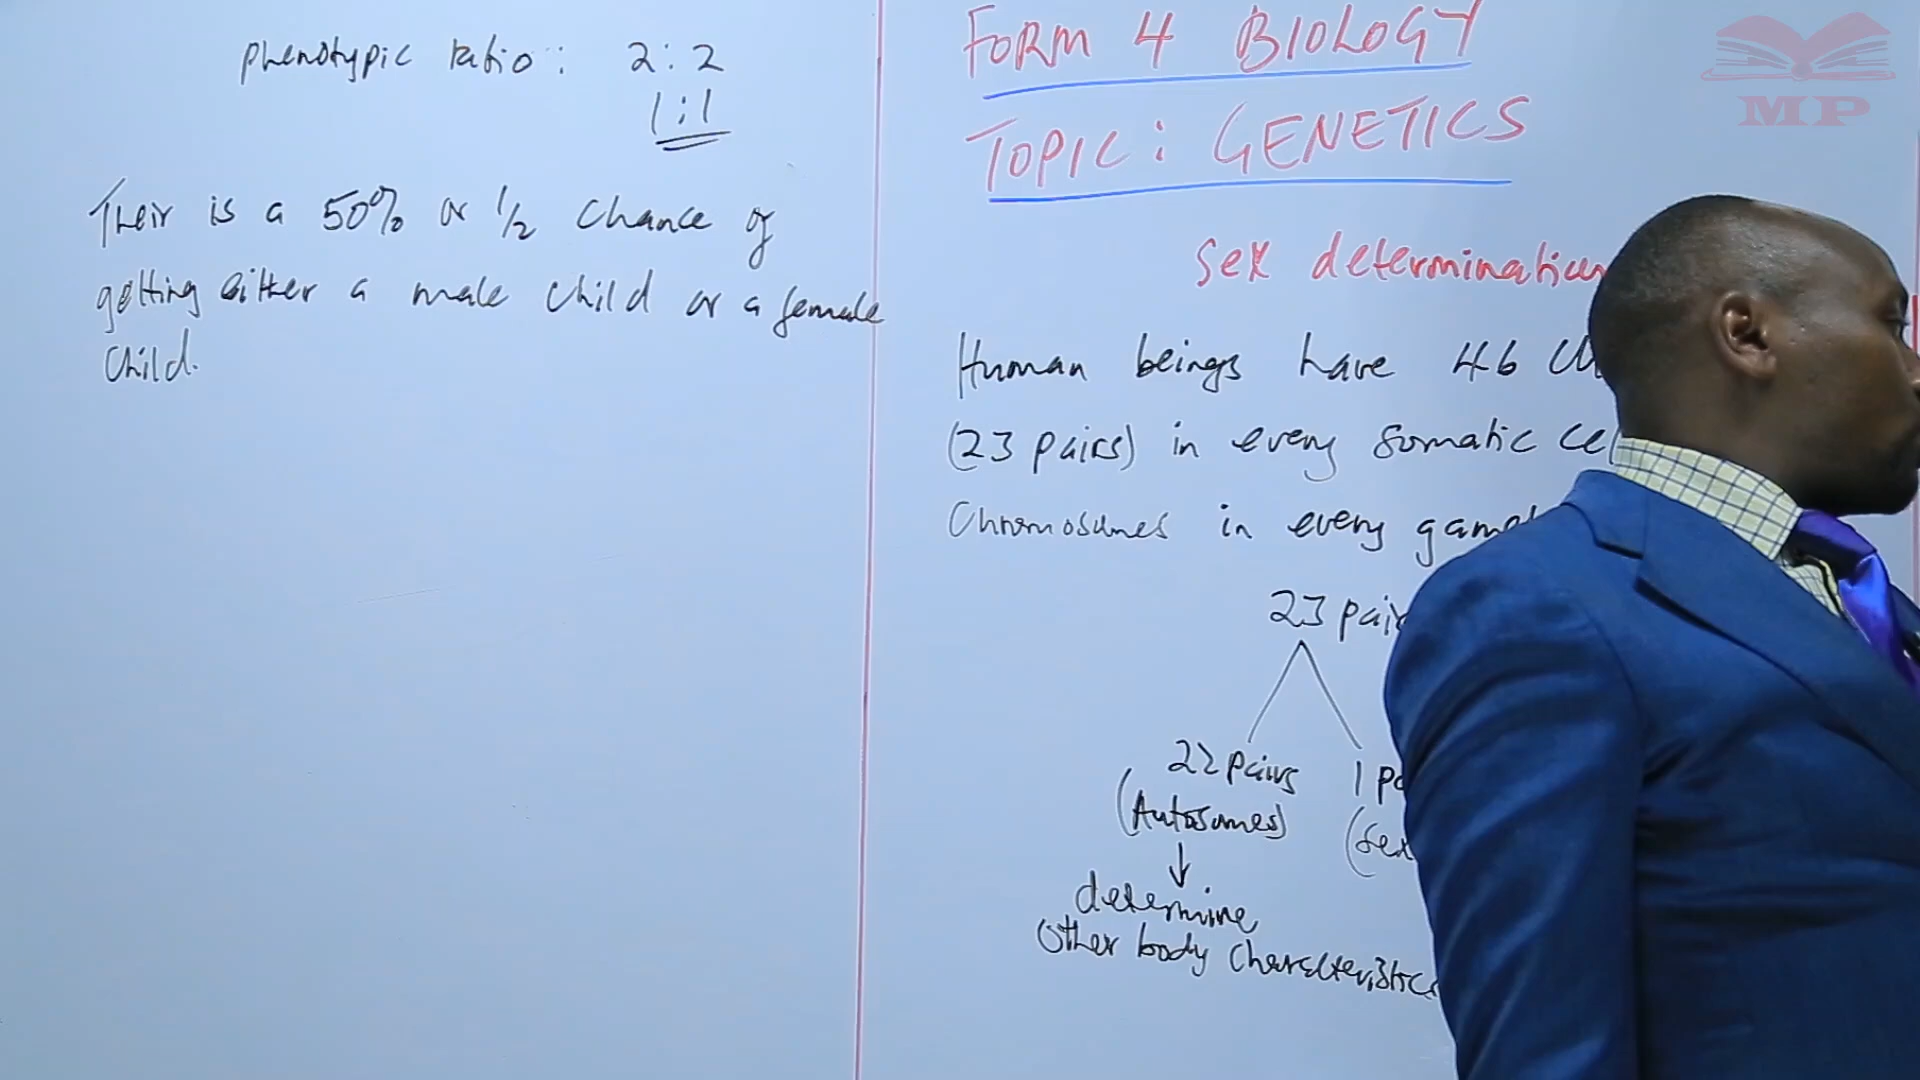 phenotypic ratio: 2:2
1:1
Their is a 50% or 1/2 chance of
getting either a male child or a female
child.
FORM 4 BIOLOGY
TOPIC: GENETICS
Sex determination
Human beings have 46
(23 pairs) in every somatic
Chromosomes in every
23
22 pairs 1
(Autosomes) (Sex
↓
determine
Other body characteristics
MP